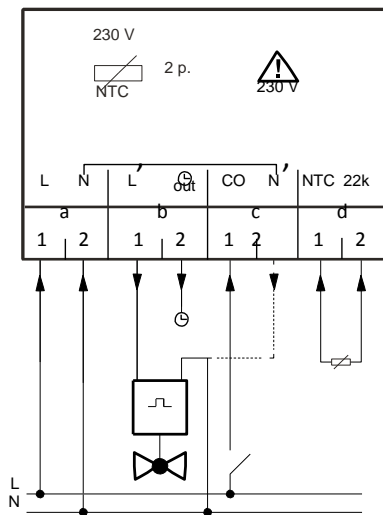 230 V
2 p.
NTC
230 V
L N L' out CO N' NTC 22k
a b c d
1 2 1 2 1 2 1 2
L
N